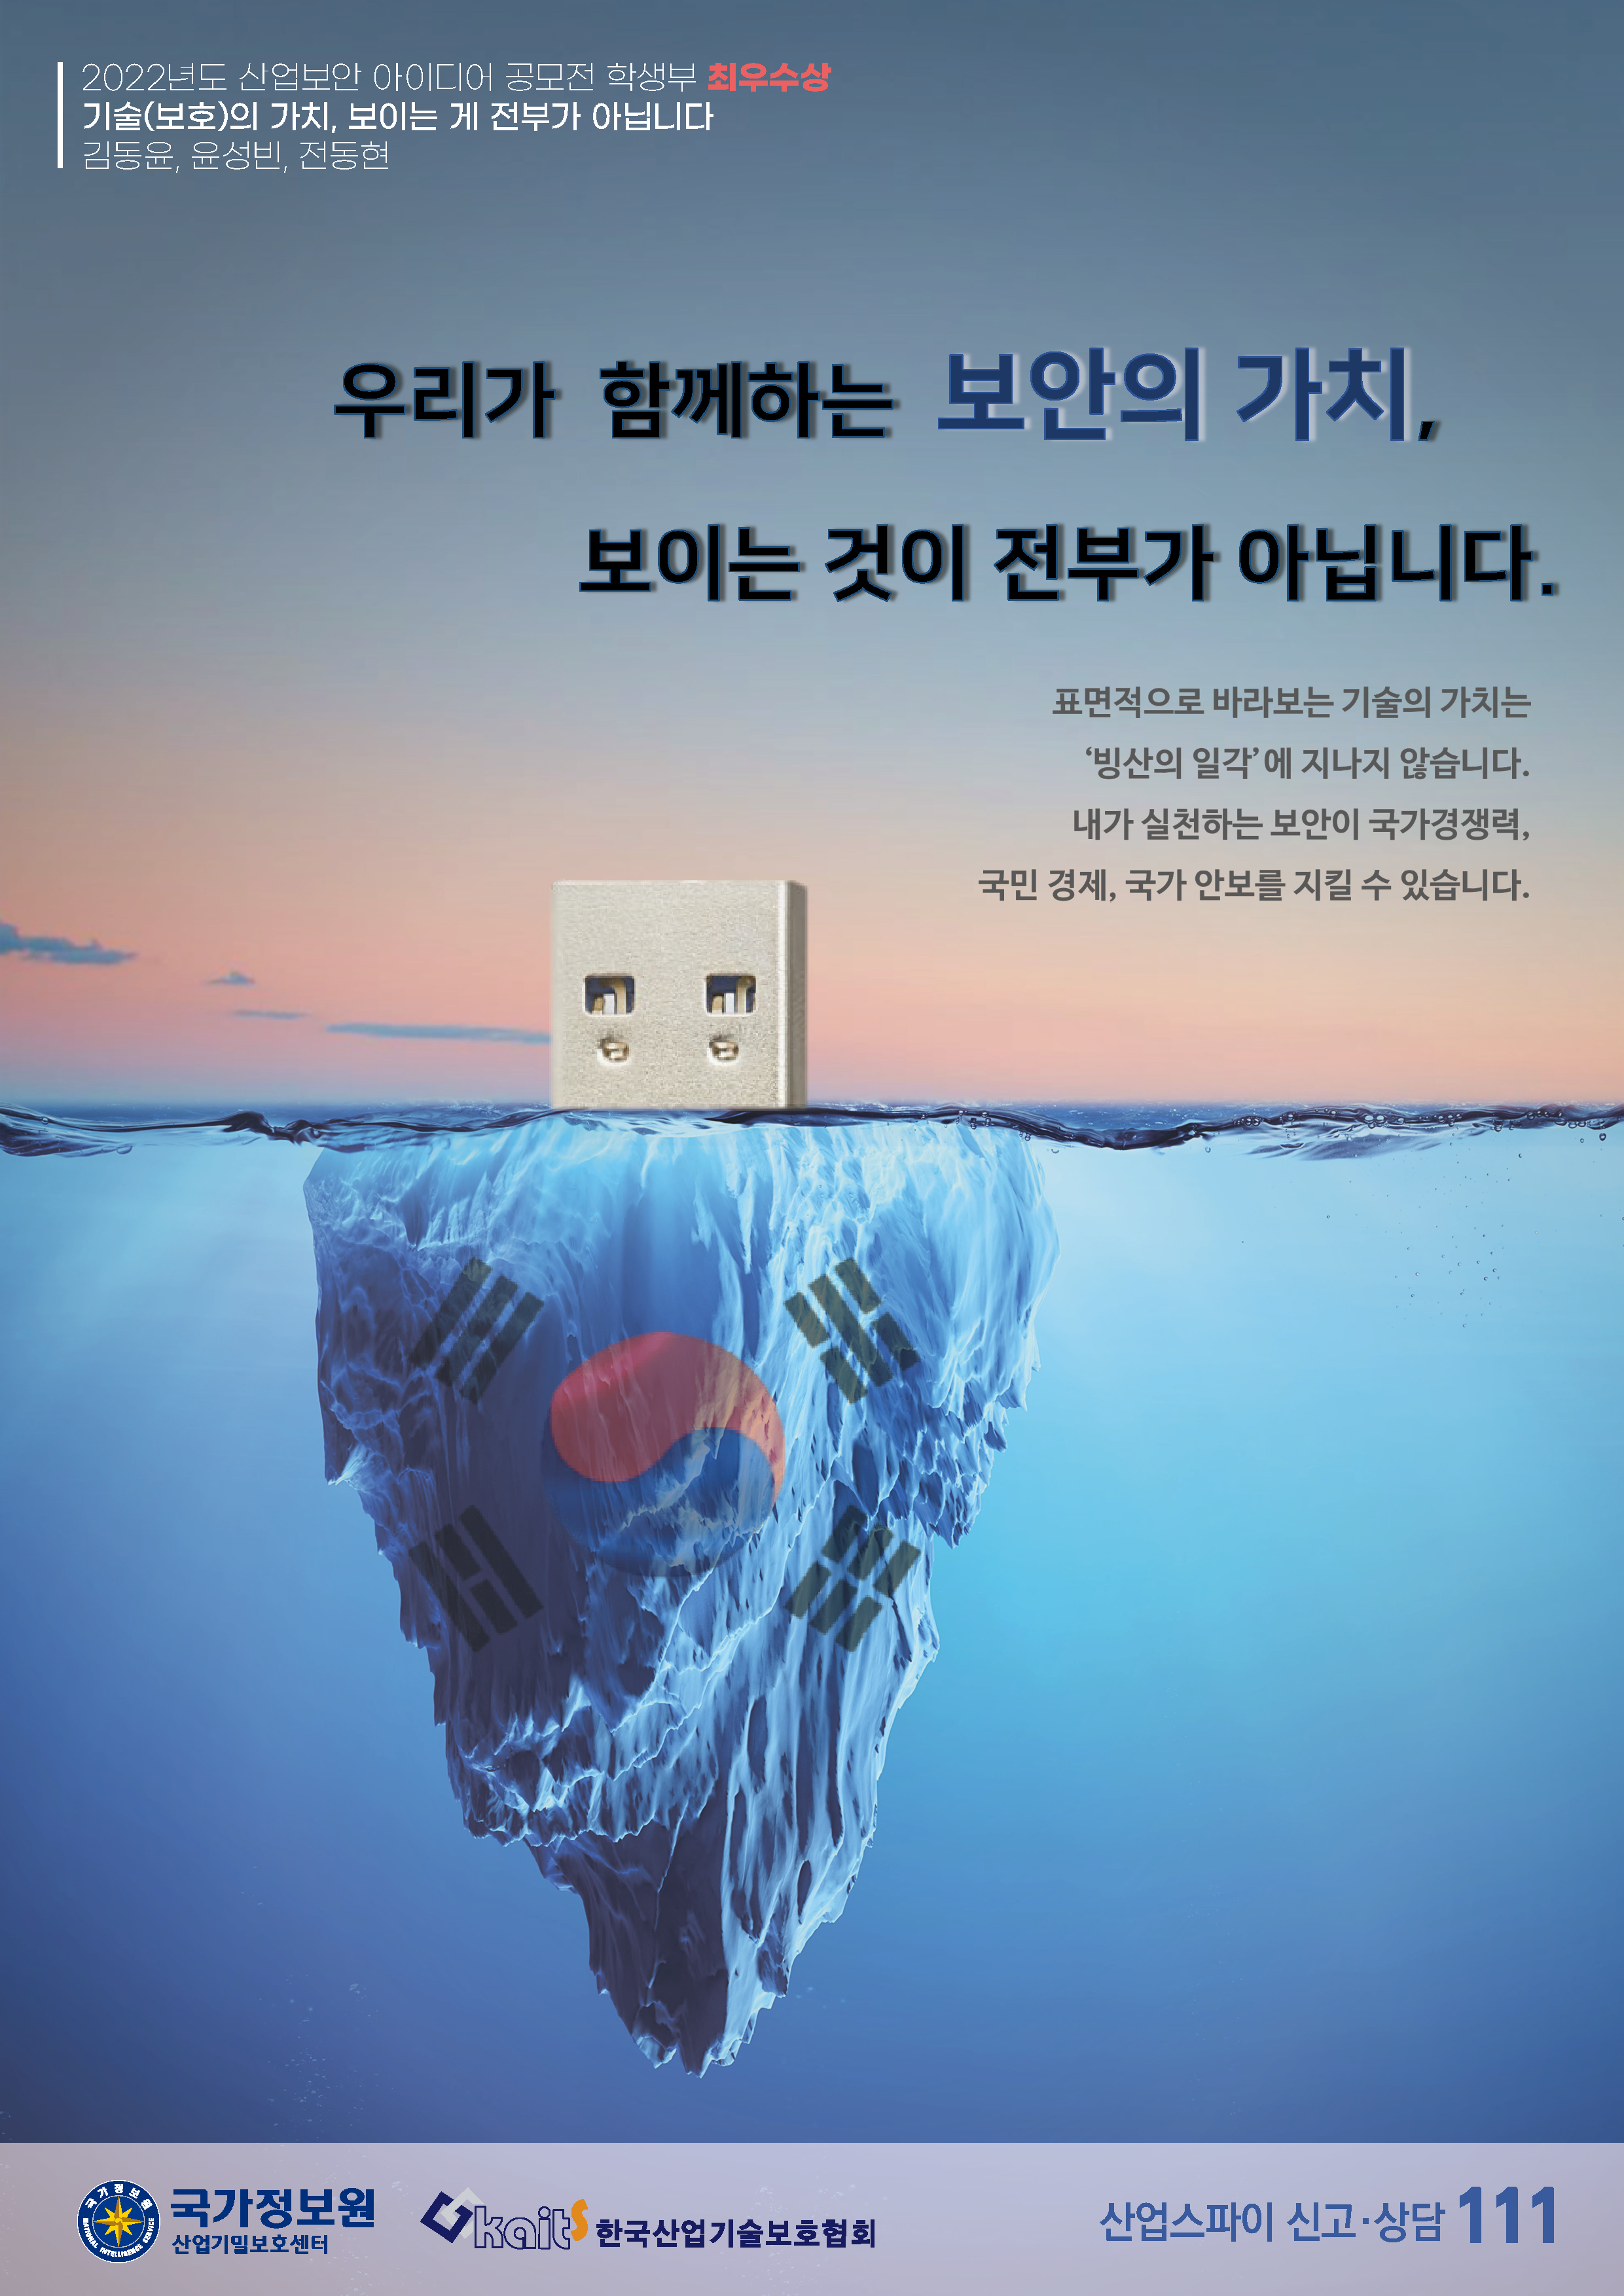 2022년도 산업보안 아이디어 공모전 학생부 최우수상
기술(보호)의 가치, 보이는 게 전부가 아닙니다
김동윤, 윤성빈, 전동현
우리가 함께하는 보안의 가치,
보이는 것이 전부가 아닙니다.
표면적으로 바라보는 기술의 가치는
‘빙산의 일각’에 지나지 않습니다.
내가 실천하는 보안이 국가경쟁력,
국민 경제, 국가 안보를 지킬 수 있습니다.
국가정보원
NATIONAL INTELLIGENCE SERVICE
국가정보원
산업기밀보호센터
kaits 한국산업기술보호협회
산업스파이 신고·상담 111